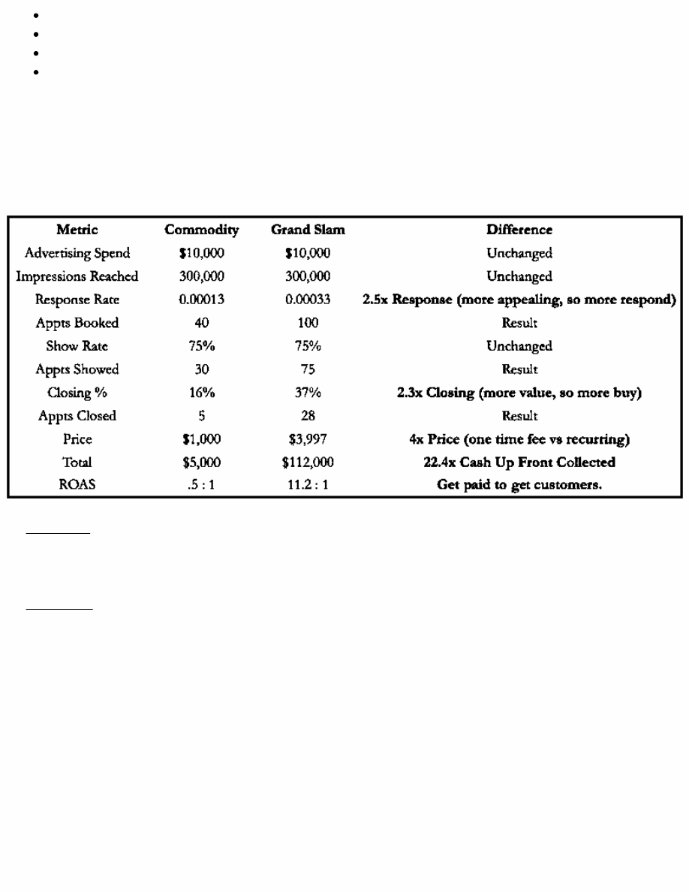 Metric Commodity Grand Slam Difference
Advertising Spend $10,000 $10,000 Unchanged
Impressions Reached 300,000 300,000 Unchanged
Response Rate 0.00013 0.00033 2.5x Response (more appealing, so more respond)
Appts Booked 40 100 Result
Show Rate 75% 75% Unchanged
Appts Showed 30 75 Result
Closing % 16% 37% 2.3x Closing (more value, so more buy)
Appts Closed 5 28 Result
Price $1,000 $3,997 4x Price (one time fee vs recurring)
Total $5,000 $112,000 22.4x Cash Up Front Collected
ROAS .5 : 1 11.2 : 1 Get paid to get customers.